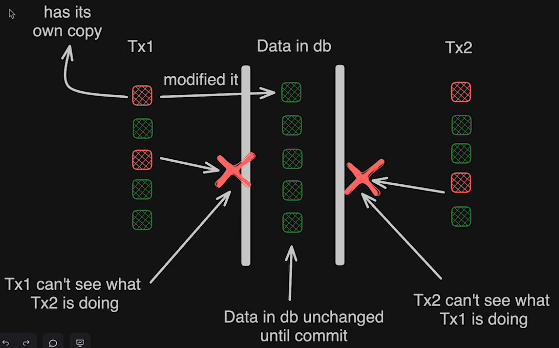 has its
own copy
Tx1
Data in db
Tx2
modified it
Tx1 can't see what
Tx2 is doing
Data in db unchanged
until commit
Tx2 can't see what
Tx1 is doing